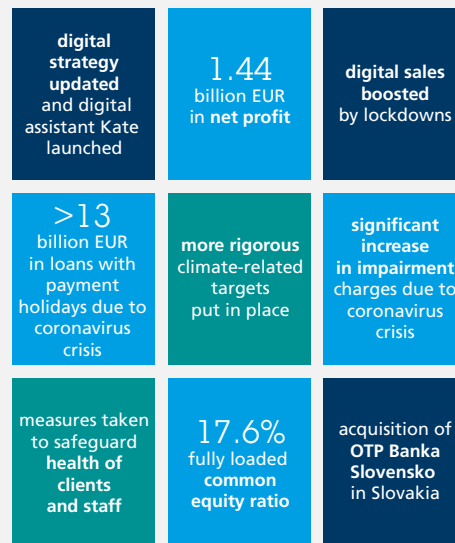 digital
strategy
updated
and digital
assistant Kate
launched
1.44
billion EUR
in net profit
digital sales
boosted
by lockdowns
>13
billion EUR
in loans with
payment
holidays due to
coronavirus
crisis
more rigorous
climate-related
targets
put in place
significant
increase
in impairment
charges due to
coronavirus
crisis
measures taken
to safeguard
health of
clients
and staff
17.6%
fully loaded
common
equity ratio
acquisition of
OTP Banka
Slovensko
in Slovakia